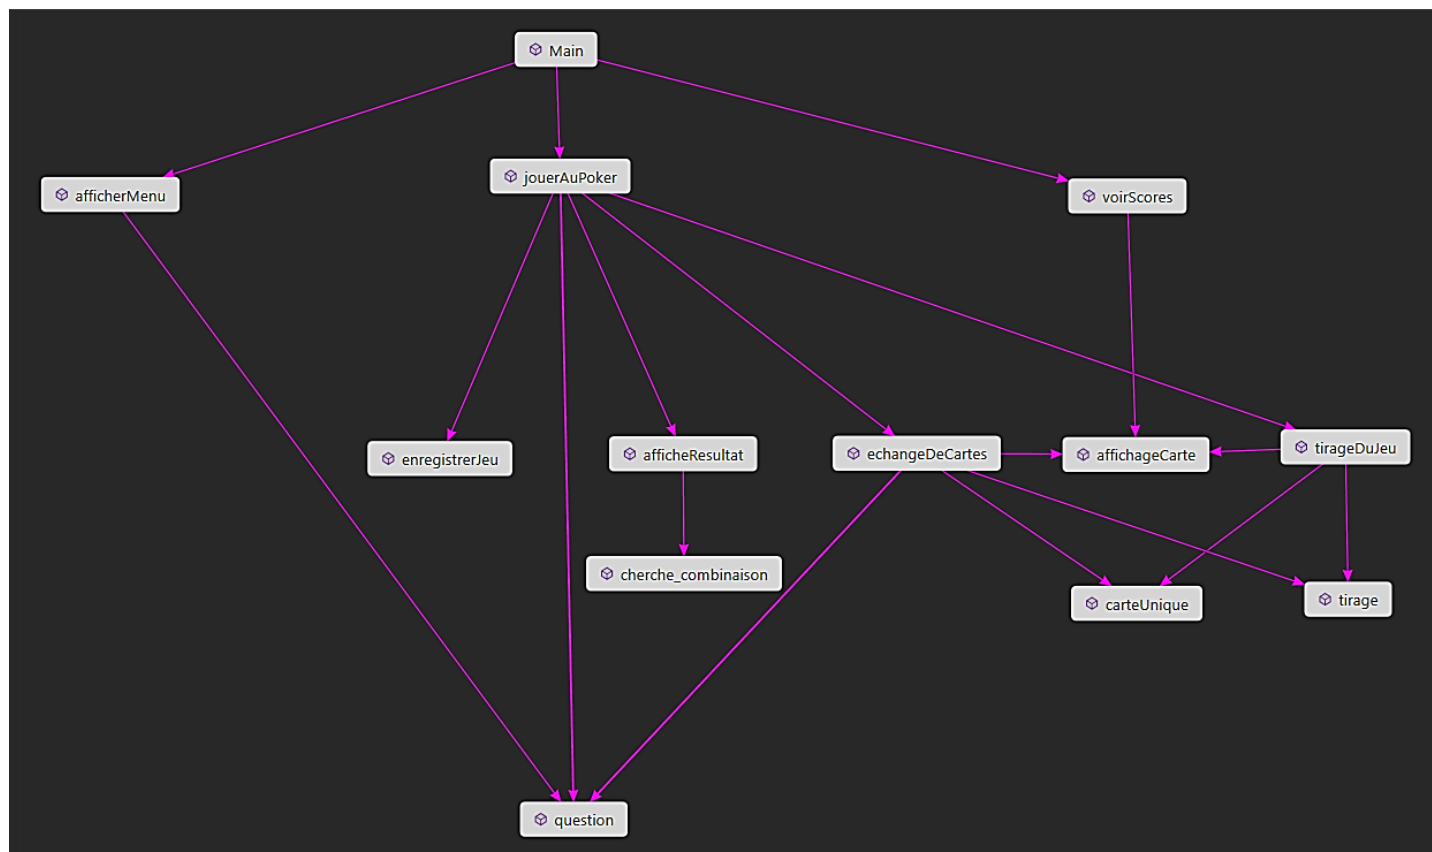 Main
afficherMenu
jouerAuPoker
voirScores
enregistrerJeu
afficheResultat
echangeDeCartes
affichageCarte
tirageDuJeu
cherche_combinaison
carteUnique
tirage
question